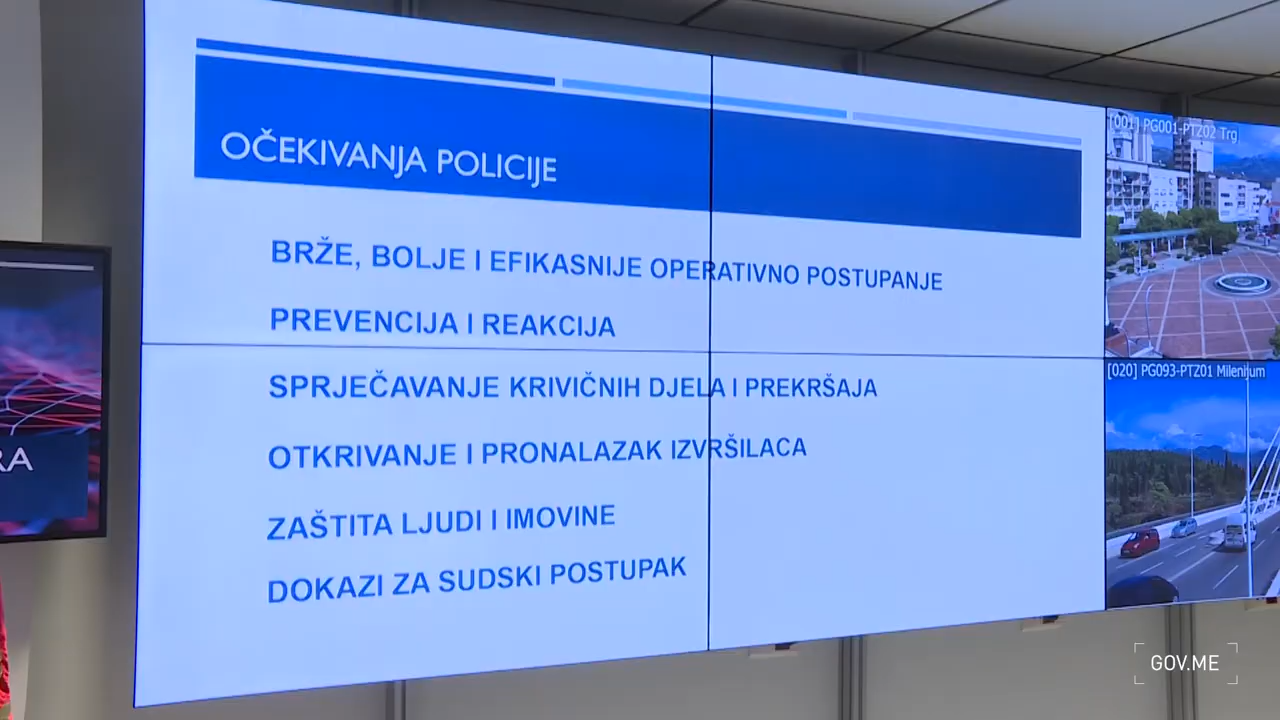 OČEKIVANJA POLICIJE
BRŽE, BOLJE I EFIKASNIJE OPERATIVNO POSTUPANJE
PREVENCIJA I REAKCIJA
SPRJEČAVANJE KRIVIČNIH DJELA I PREKRŠAJA
OTKRIVANJE I PRONALAZAK IZVRŠILACA
ZAŠTITA LJUDI I IMOVINE
DOKAZI ZA SUDSKI POSTUPAK
[001] PG001-PTZ02 Trg
[020] PG093-PTZ01 Milenijum
RA
GOV.ME